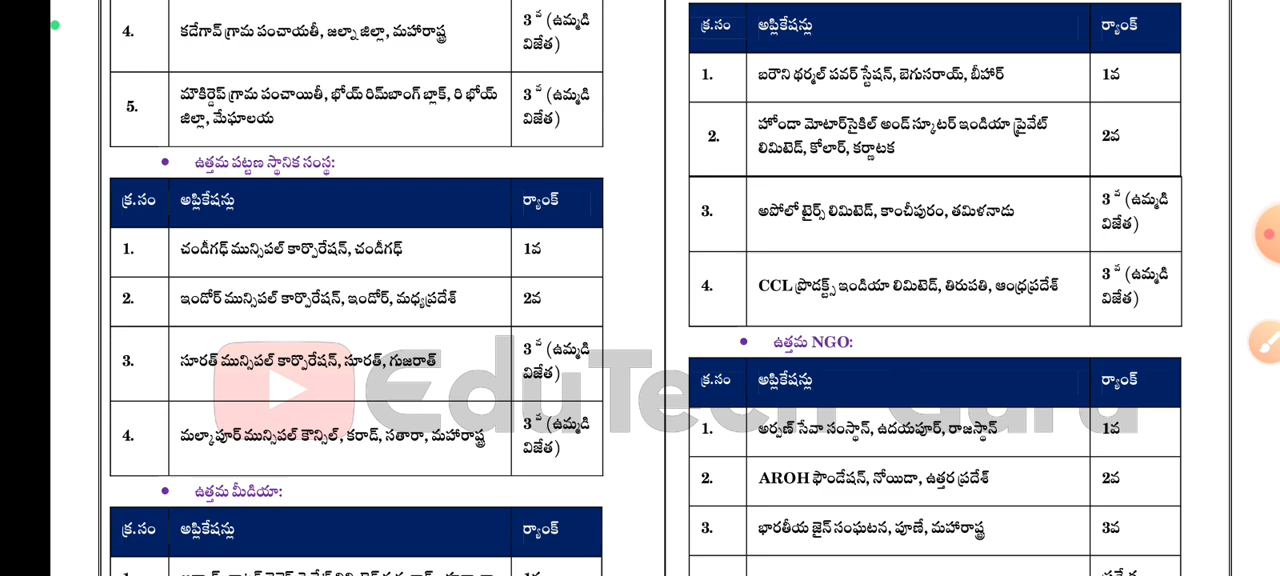 4. కడేగావ్ గ్రామ పంచాయతీ, జల్నా జిల్లా, మహారాష్ట్ర 3 వ (ఉమ్మడి
విజేత)
5. మౌకిర్డెప్ గ్రామ పంచాయితీ, భోయ్ రిమ్‌బాంగ్ బ్లాక్, రి భోయ్
జిల్లా, మేఘాలయ
3 వ (ఉమ్మడి
విజేత)
• ఉత్తమ పట్టణ స్థానిక సంస్థ:
క్ర.సం అప్లికేషన్లు ర్యాంక్
1. చండీగఢ్ మున్సిపల్ కార్పొరేషన్, చండీగఢ్ 1వ
2. ఇండోర్ మున్సిపల్ కార్పొరేషన్, ఇండోర్, మధ్యప్రదేశ్ 2వ
3. సూరత్ మున్సిపల్ కార్పొరేషన్, సూరత్, గుజరాత్ 3 వ (ఉమ్మడి
విజేత)
4. మల్కాపూర్ మున్సిపల్ కౌన్సిల్, కరాడ్, సతారా, మహారాష్ట్ర 3 వ (ఉమ్మడి
విజేత)
• ఉత్తమ మీడియా:
క్ర.సం అప్లికేషన్లు ర్యాంక్
క్ర.సం అప్లికేషన్లు ర్యాంక్
1. బరౌని థర్మల్ పవర్ స్టేషన్, బెగుసరాయ్, బీహార్ 1వ
2. హోండా మోటార్‌సైకిల్ అండ్ స్కూటర్ ఇండియా ప్రైవేట్
లిమిటెడ్, కోలార్, కర్ణాటక
2వ
3. అపోలో టైర్స్ లిమిటెడ్, కాంచీపురం, తమిళనాడు 3 వ (ఉమ్మడి
విజేత)
4. CCL ప్రొడక్ట్స్ ఇండియా లిమిటెడ్, తిరుపతి, ఆంధ్రప్రదేశ్ 3 వ (ఉమ్మడి
విజేత)
• ఉత్తమ NGO:
క్ర.సం అప్లికేషన్లు ర్యాంక్
1. అర్పణ్ సేవా సంస్థాన్, ఉదయపూర్, రాజస్థాన్ 1వ
2. AROH ఫౌండేషన్, నోయిడా, ఉత్తర ప్రదేశ్ 2వ
3. భారతీయ జైన్ సంఘటన, పూణే, మహారాష్ట్ర 3వ
EduTech Guru